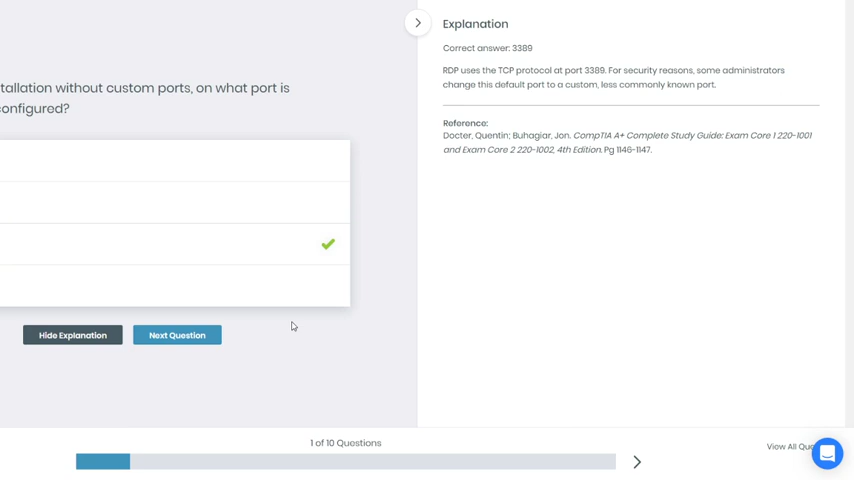 Explanation
Correct answer: 3389
RDP uses the TCP protocol at port 3389. For security reasons, some administrators
change this default port to a custom, less commonly known port.
Reference:
Docter, Quentin; Buhagiar, Jon. CompTIA A+ Complete Study Guide: Exam Core 1 220-1001
and Exam Core 2 220-1002, 4th Edition. Pg 1146-1147.
tallation without custom ports, on what port is
configured?
Hide Explanation
Next Question
1 of 10 Questions
View All Qu